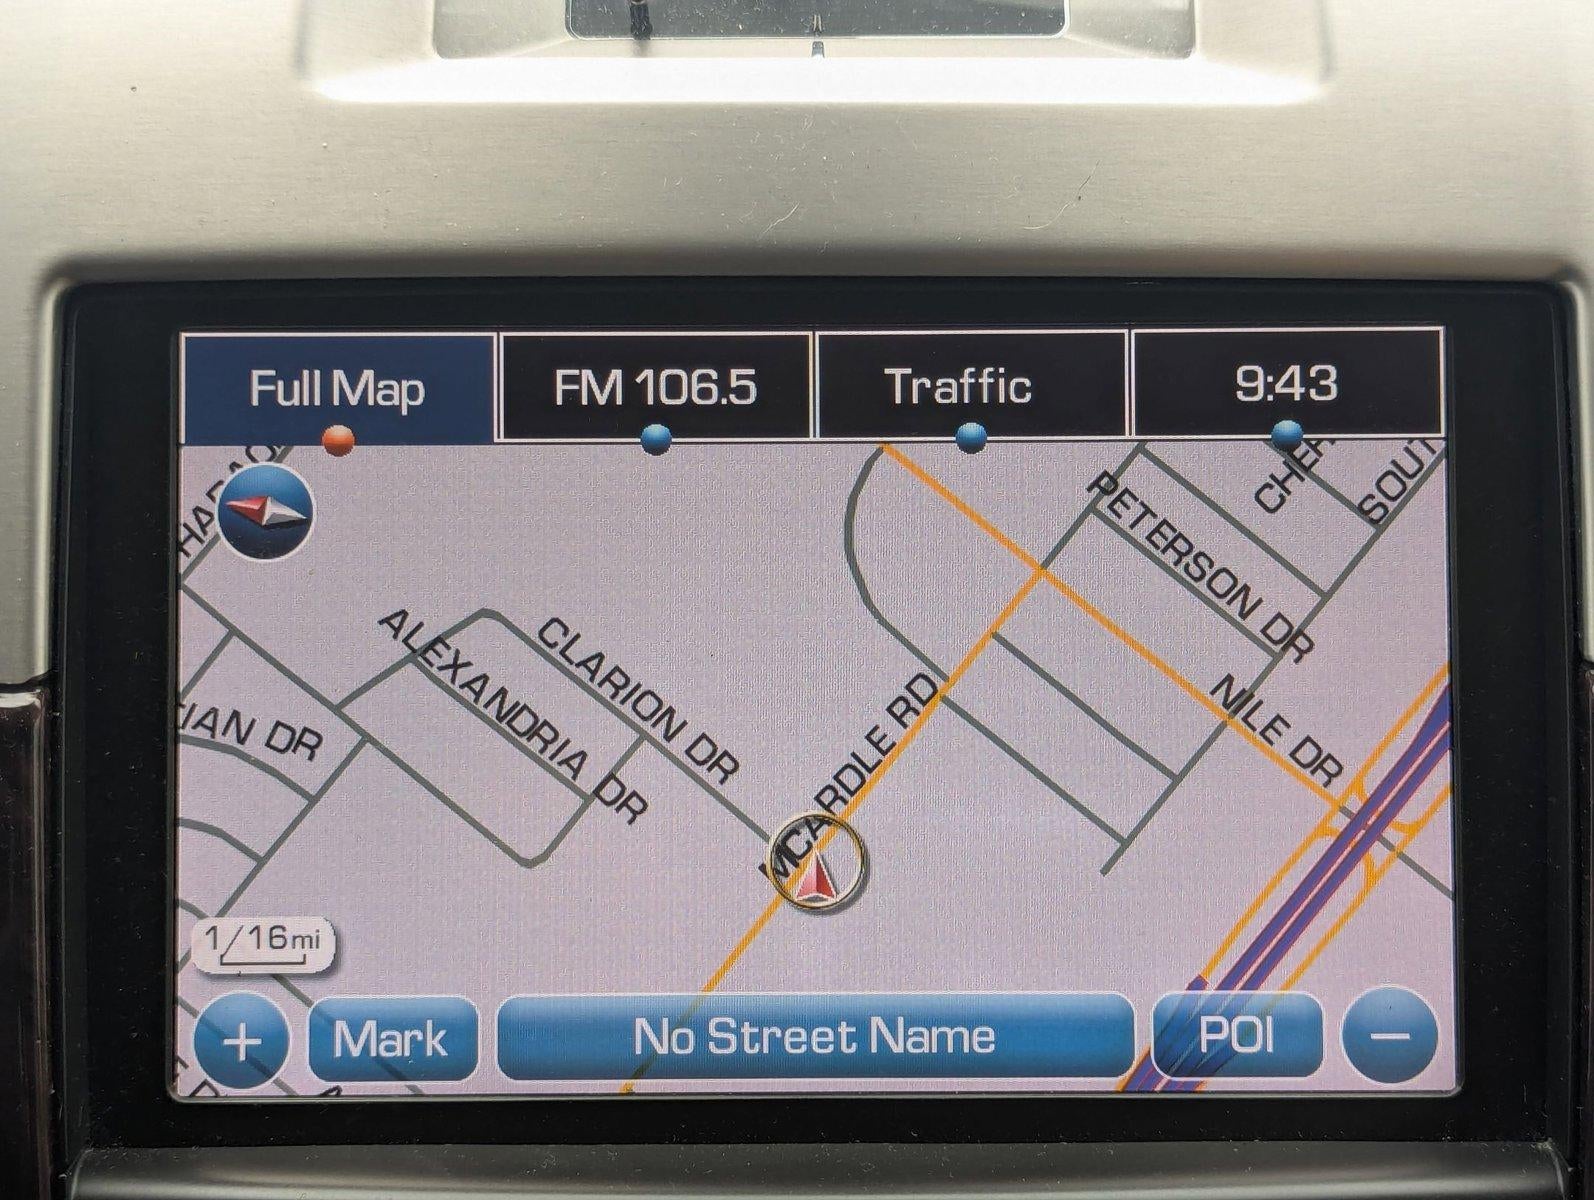 Full Map
FM 106.5
Traffic
9:43
PETERSON DR
CLARION DR
ALEXANDRIA DR
MCARDLE RD
NILE DR
DR
1/16mi
+
Mark
No Street Name
POI
−